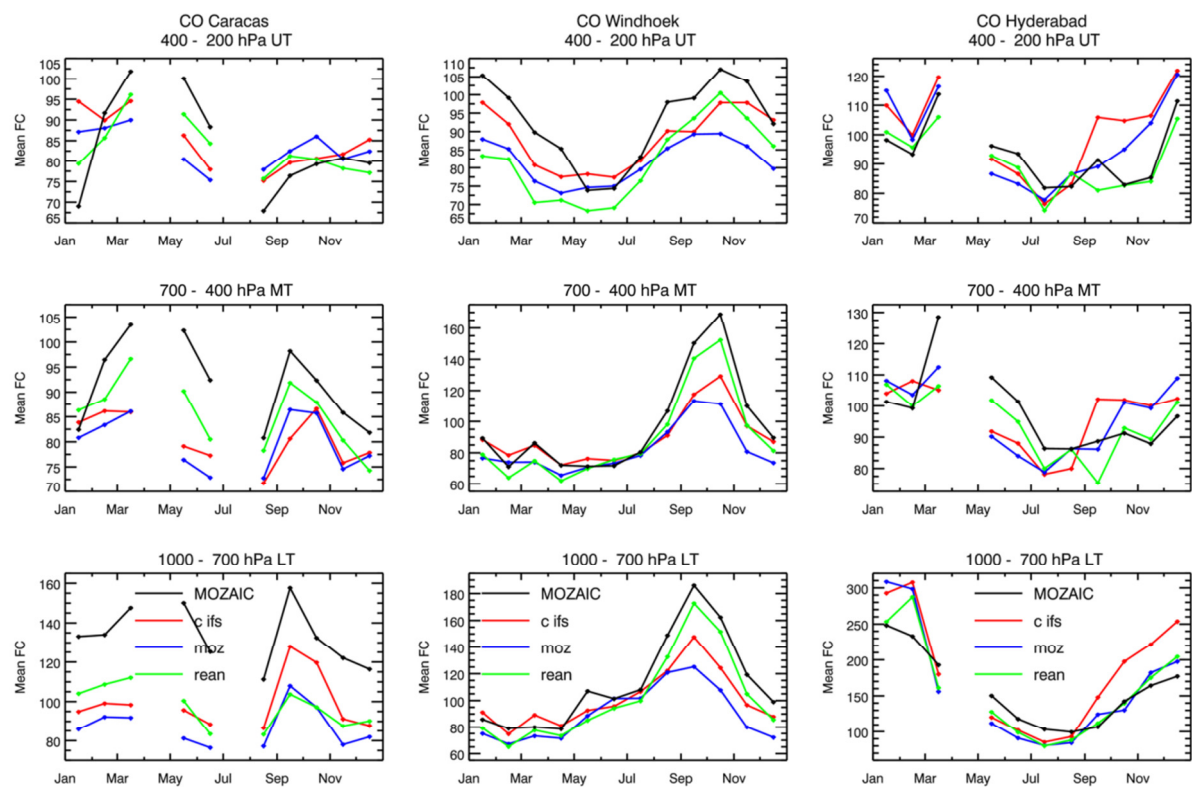 CO Caracas
400 - 200 hPa UT
CO Windhoek
400 - 200 hPa UT
CO Hyderabad
400 - 200 hPa UT
Mean FC
105
100
95
90
85
80
75
70
65
Jan Mar May Jul Sep Nov
Mean FC
110
105
100
95
90
85
80
75
70
65
Jan Mar May Jul Sep Nov
Mean FC
120
110
100
90
80
70
Jan Mar May Jul Sep Nov
700 - 400 hPa MT
Mean FC
105
100
95
90
85
80
75
70
Jan Mar May Jul Sep Nov
700 - 400 hPa MT
Mean FC
160
140
120
100
80
60
Jan Mar May Jul Sep Nov
700 - 400 hPa MT
Mean FC
130
120
110
100
90
80
Jan Mar May Jul Sep Nov
1000 - 700 hPa LT
Mean FC
160
140
120
100
80
MOZAIC
c ifs
moz
rean
Jan Mar May Jul Sep Nov
1000 - 700 hPa LT
Mean FC
180
160
140
120
100
80
60
MOZAIC
c ifs
moz
rean
Jan Mar May Jul Sep Nov
1000 - 700 hPa LT
Mean FC
300
250
200
150
100
MOZAIC
c ifs
moz
rean
Jan Mar May Jul Sep Nov